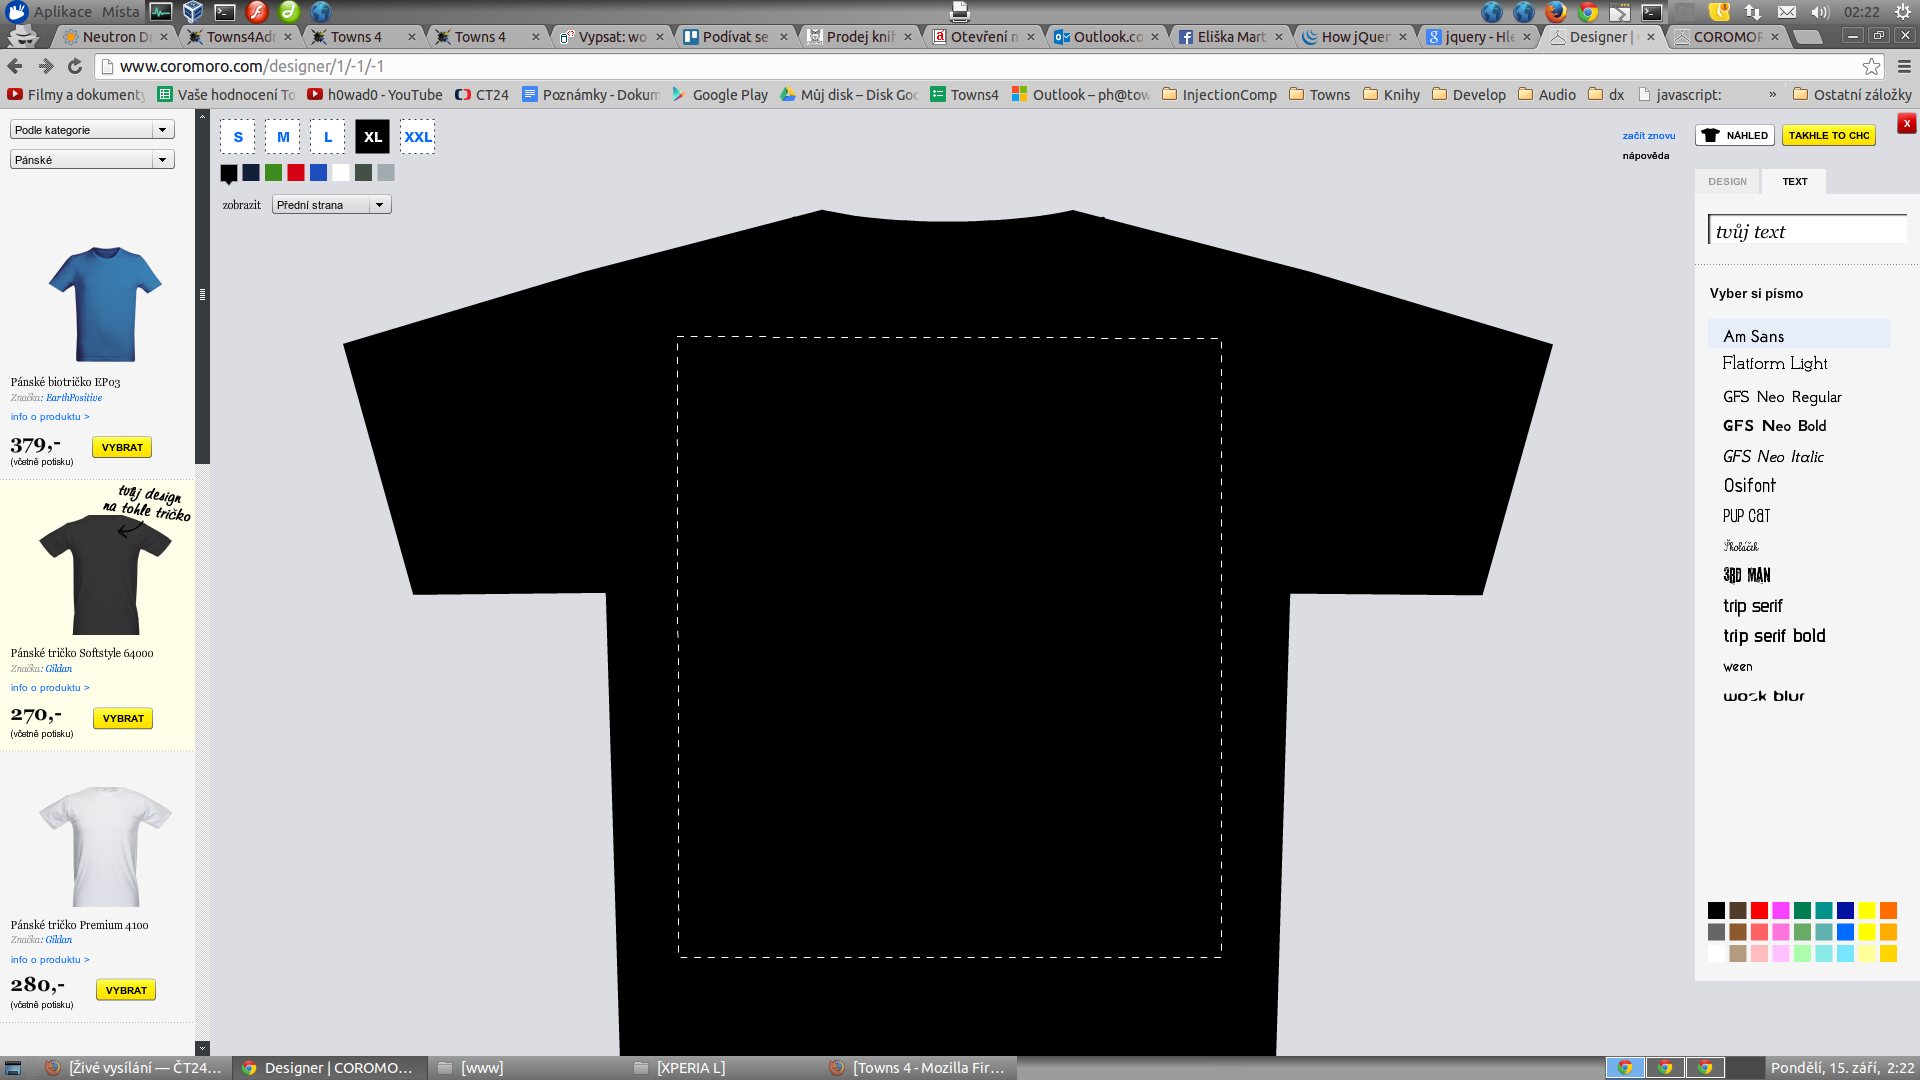 Aplikace Místa
02:22
Neutron D
Towns4Adr
Towns 4
Towns 4
Vypsat: wo
Podívat se
Prodej knih
Otevření n
Outlook.co
Eliška Mart
How jQuer
jquery - Hle
Designer |
COROMOR
www.coromoro.com/designer/1/-1/-1
Filmy a dokumenty
Vaše hodnocení To
h0wad0 - YouTube
CT24
Poznámky - Dokum
Google Play
Můj disk – Disk Goo
Towns4
Outlook – ph@tow
InjectionComp
Towns
Knihy
Develop
Audio
dx
javascript:
»
Ostatní záložky
Podle kategorie
Pánské
S
M
L
XL
XXL
zobrazit
Přední strana
začít znovu
nápověda
NÁHLED
TAKHLE TO CHC
x
DESIGN
TEXT
tvůj text
Vyber si písmo
Am Sans
Flatform Light
GFS Neo Regular
GFS Neo Bold
GFS Neo Italic
Osifont
PUP CAT
Školáček
3RD MAN
trip serif
trip serif bold
ween
work blur
Pánské biotričko EP03
Značka: EarthPositive
info o produktu >
379,-
(včetně potisku)
VYBRAT
tvůj design
na tohle tričko
Pánské tričko Softstyle 64000
Značka: Gildan
info o produktu >
270,-
(včetně potisku)
VYBRAT
Pánské tričko Premium 4100
Značka: Gildan
info o produktu >
280,-
(včetně potisku)
VYBRAT
[Živé vysílání — ČT24...
Designer | COROMO...
[www]
[XPERIA L]
[Towns 4 - Mozilla Fir...
Pondělí, 15. září, 2:22